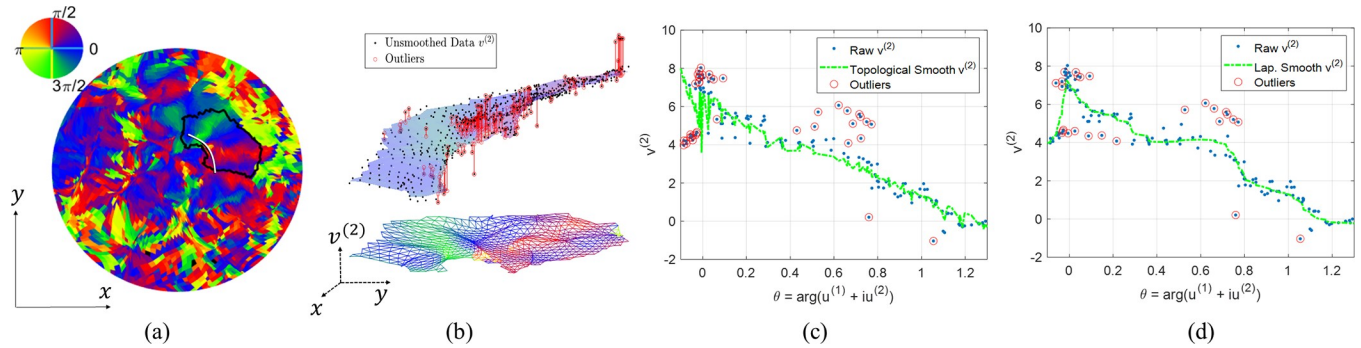 π/2
π
0
3π/2
y
x
(a)
Unsmoothed Data v^(2)
Outliers
v^(2)
x
y
(b)
10
8
6
4
2
0
-2
v^(2)
Raw v^(2)
Topological Smooth v^(2)
Outliers
0 0.2 0.4 0.6 0.8 1 1.2
θ = arg(u^(1) + iu^(2))
(c)
10
8
6
4
2
0
-2
v^(2)
Raw v^(2)
Lap. Smooth v^(2)
Outliers
0 0.2 0.4 0.6 0.8 1 1.2
θ = arg(u^(1) + iu^(2))
(d)